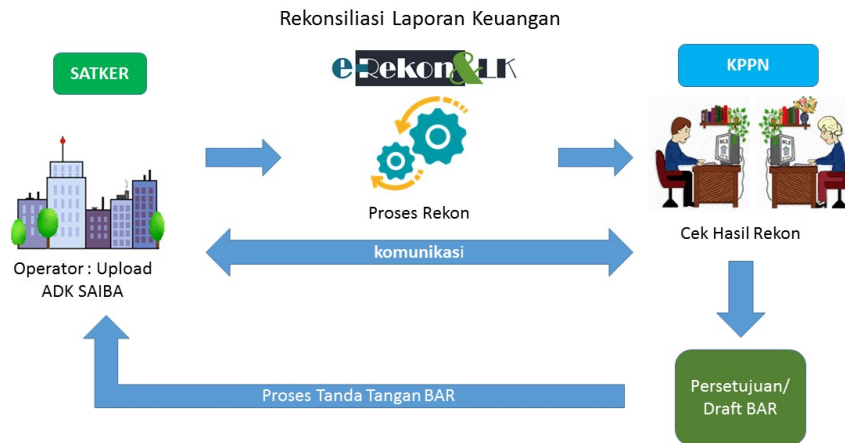 Rekonsiliasi Laporan Keuangan
SATKER
e-Rekon&LK
KPPN
Proses Rekon
Cek Hasil Rekon
komunikasi
Operator : Upload
ADK SAIBA
Persetujuan/
Draft BAR
Proses Tanda Tangan BAR